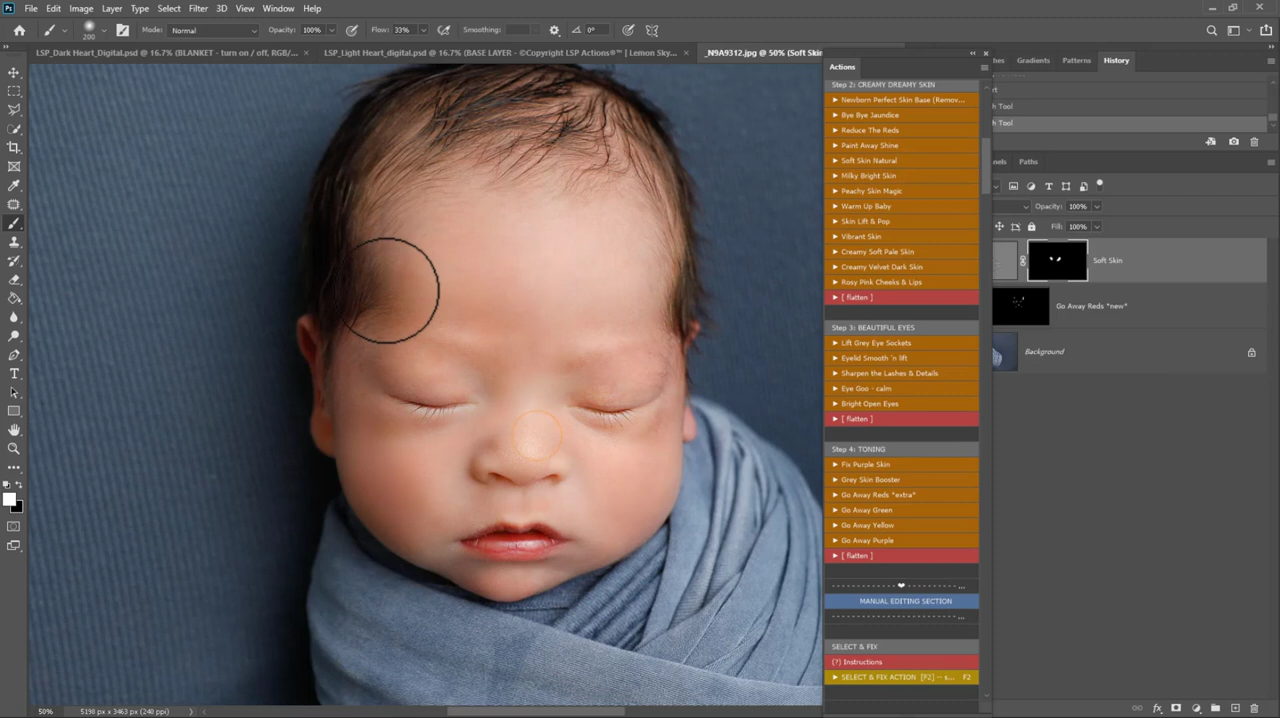 File Edit Image Layer Type Select Filter 3D View Window Help
200 Mode: Normal Opacity: 100% Flow: 33% Smoothing: 0°
LSP_Dark Heart_Digital.psd @ 16.7% (BLANKET - turn on / off, RGB/... × LSP_Light Heart_digital.psd @ 16.7% (BASE LAYER - ©Copyright LSP Actions®™ | Lemon Sky... × _N9A9312.jpg @ 50% (Soft Skin
Actions
Step 2: CREAMY DREAMY SKIN
Newborn Perfect Skin Base (Remov...
Bye Bye Jaundice
Reduce The Reds
Paint Away Shine
Soft Skin Natural
Milky Bright Skin
Peachy Skin Magic
Warm Up Baby
Skin Lift & Pop
Vibrant Skin
Creamy Soft Pale Skin
Creamy Velvet Dark Skin
Rosy Pink Cheeks & Lips
[ flatten ]
Step 3: BEAUTIFUL EYES
Lift Grey Eye Sockets
Eyelid Smooth 'n lift
Sharpen the Lashes & Details
Eye Goo - calm
Bright Open Eyes
[ flatten ]
Step 4: TONING
Fix Purple Skin
Grey Skin Booster
Go Away Reds *extra*
Go Away Green
Go Away Yellow
Go Away Purple
[ flatten ]
MANUAL EDITING SECTION
SELECT & FIX
(?) Instructions
SELECT & FIX ACTION [F2] -- s... F2
hes Gradients Patterns History
rt
h Tool
h Tool
nels Paths
Opacity: 100%
Fill: 100%
Soft Skin
Go Away Reds *new*
Background
50% 5198 px x 3463 px (240 ppi)